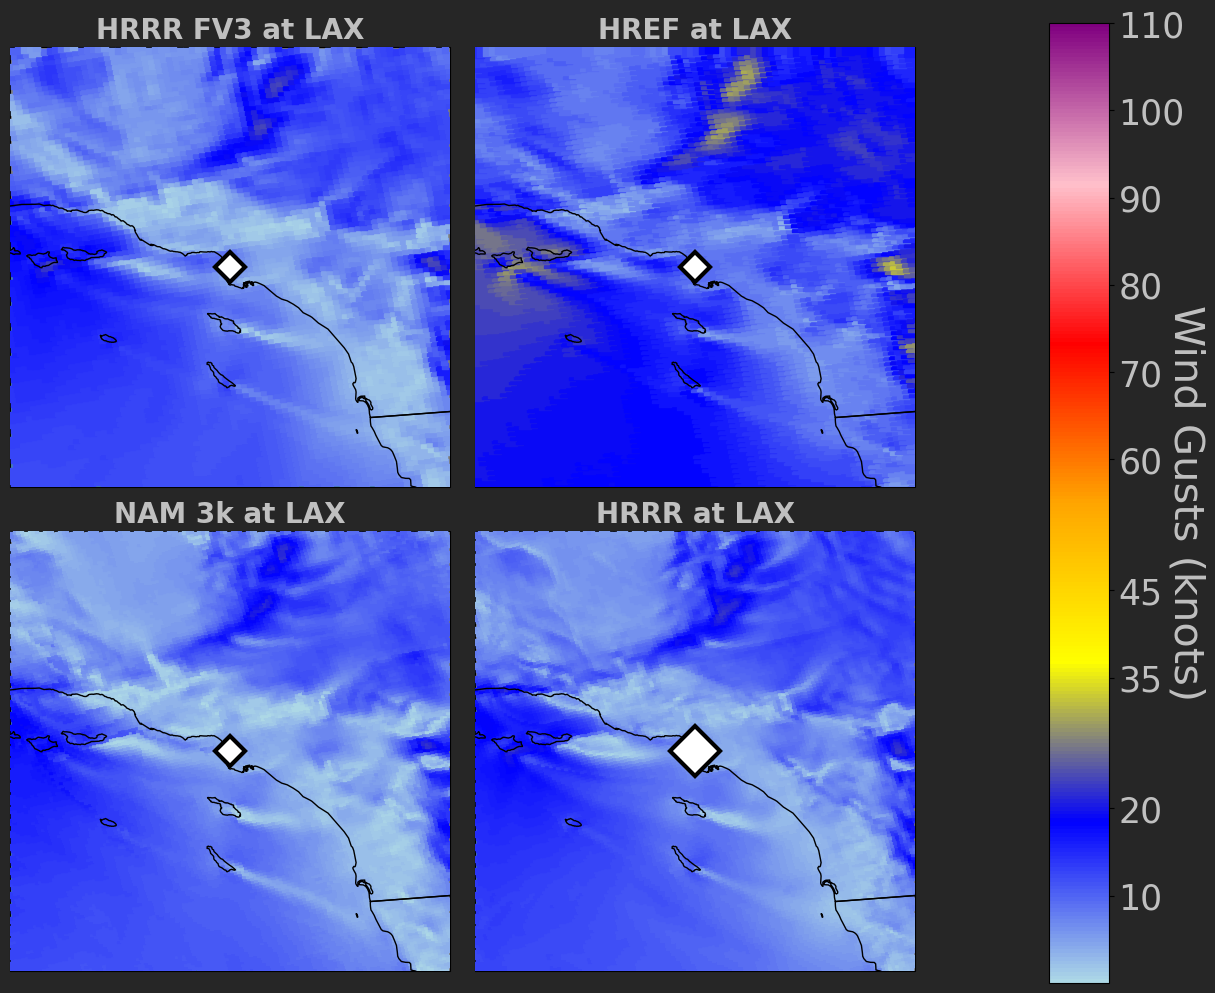 HRRR FV3 at LAX
HREF at LAX
NAM 3k at LAX
HRRR at LAX
110
100
90
80
70
60
45
35
20
10
Wind Gusts (knots)